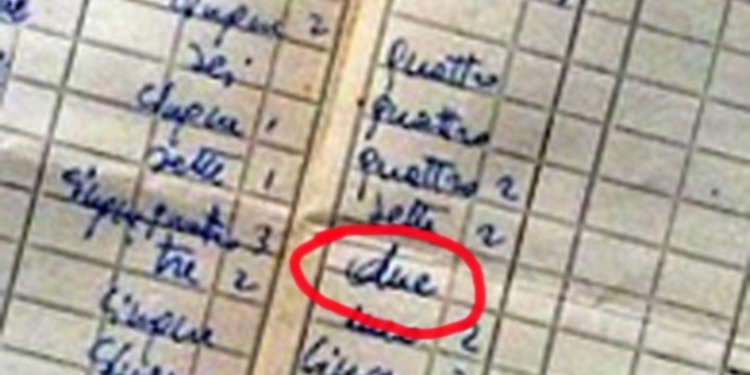 cinque 2
sei
cinque 1
sette 1
cinque quattro 3
tre 2
cinque
cinque
quattro
quattro
quattro 2
sette 2
due
2
cinque